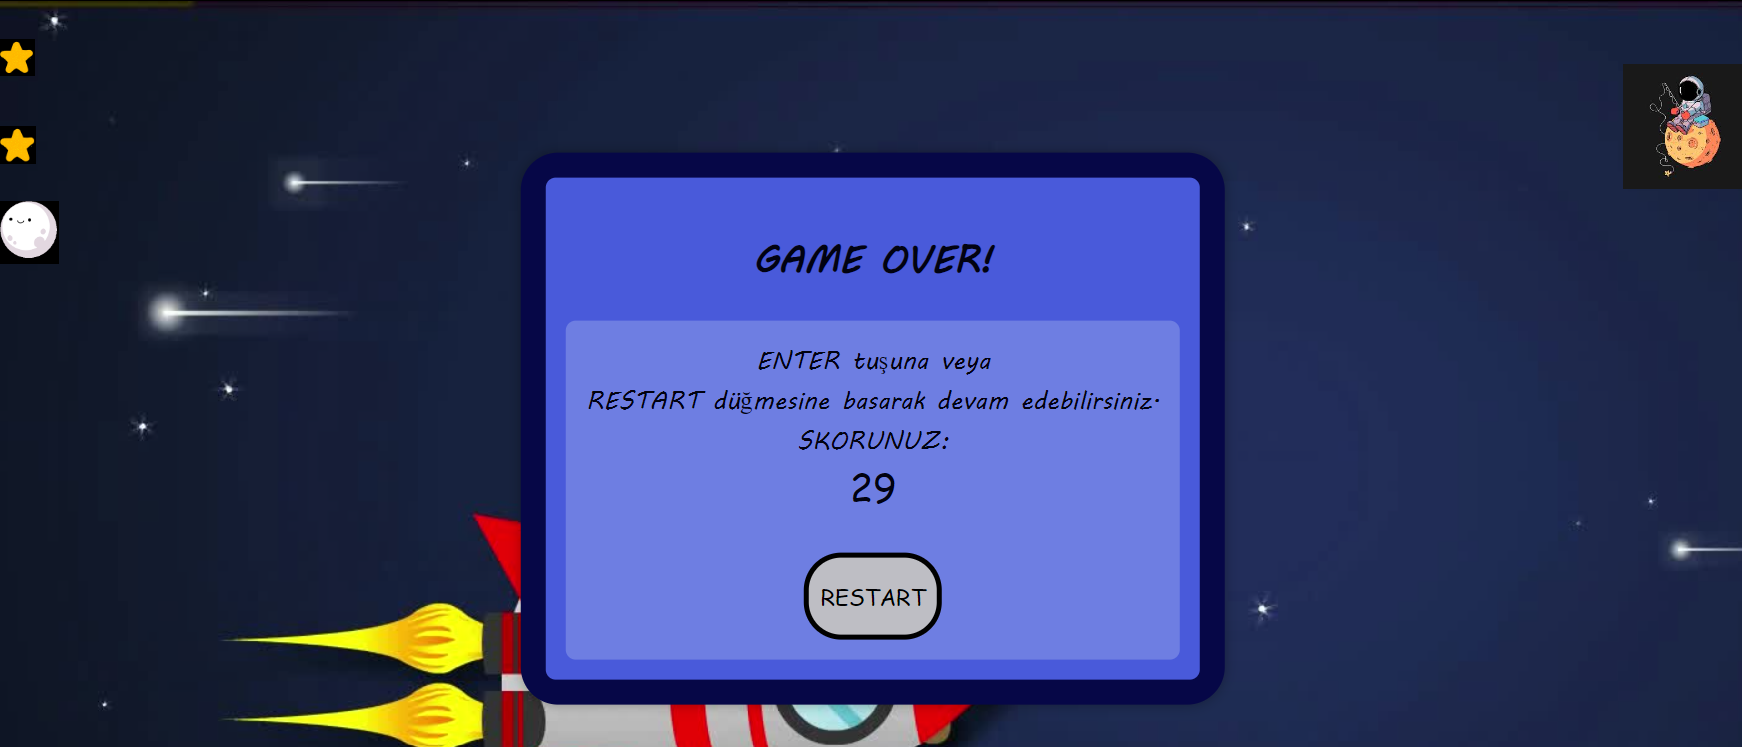 GAME OVER!
ENTER tuşuna veya
RESTART düğmesine basarak devam edebilirsiniz.
SKORUNUZ:
29
RESTART